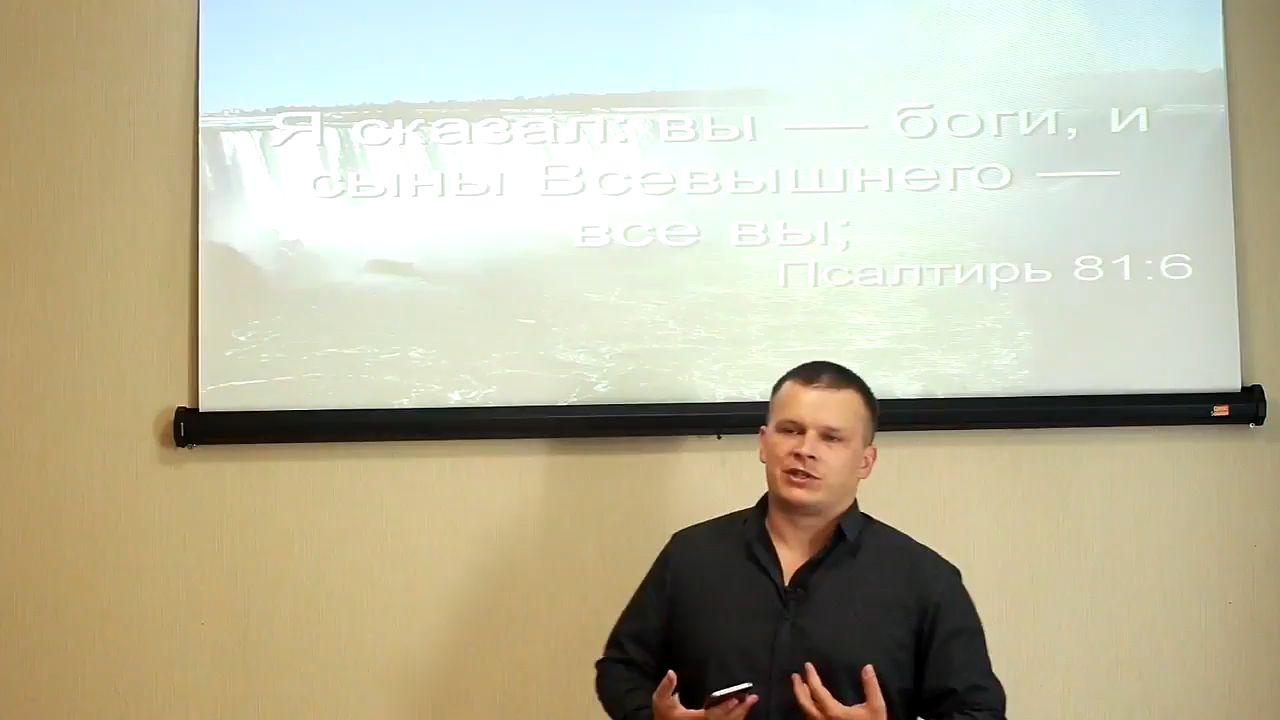 Я сказал: вы — боги, и
сыны Всевышнего —
все вы;
Псалтирь 81:6